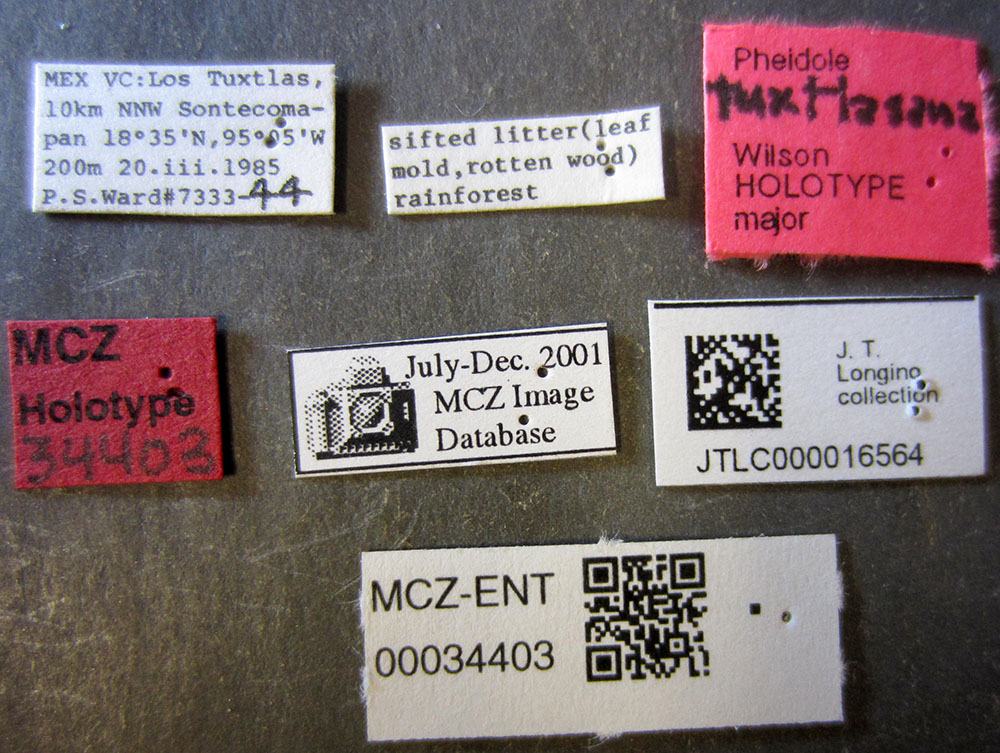 MEX VC:Los Tuxtlas,
10km NNW Sontecoma-
pan 18°35'N,95°05'W
200m 20.iii.1985
P.S.Ward#7333-44
sifted litter(leaf
mold,rotten wood)
rainforest
Pheidole
tuxtlasana
Wilson
HOLOTYPE
major
MCZ
Holotype
34403
July-Dec. 2001
MCZ Image
Database
J. T.
Longino
collection
JTLC000016564
MCZ-ENT
00034403